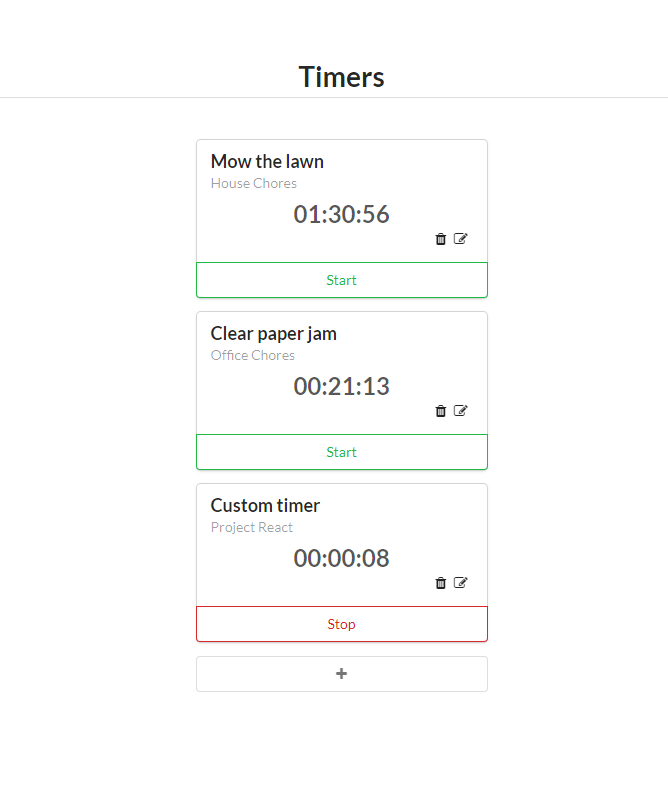 Timers
Mow the lawn
House Chores
01:30:56
Start
Clear paper jam
Office Chores
00:21:13
Start
Custom timer
Project React
00:00:08
Stop
+